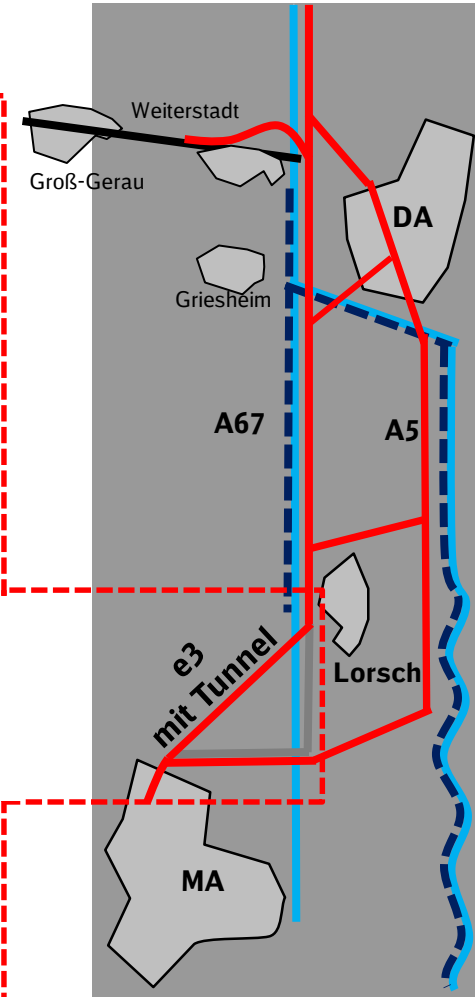 Weiterstadt
Groß-Gerau
DA
Griesheim
A67
A5
e3
mit Tunnel
Lorsch
MA